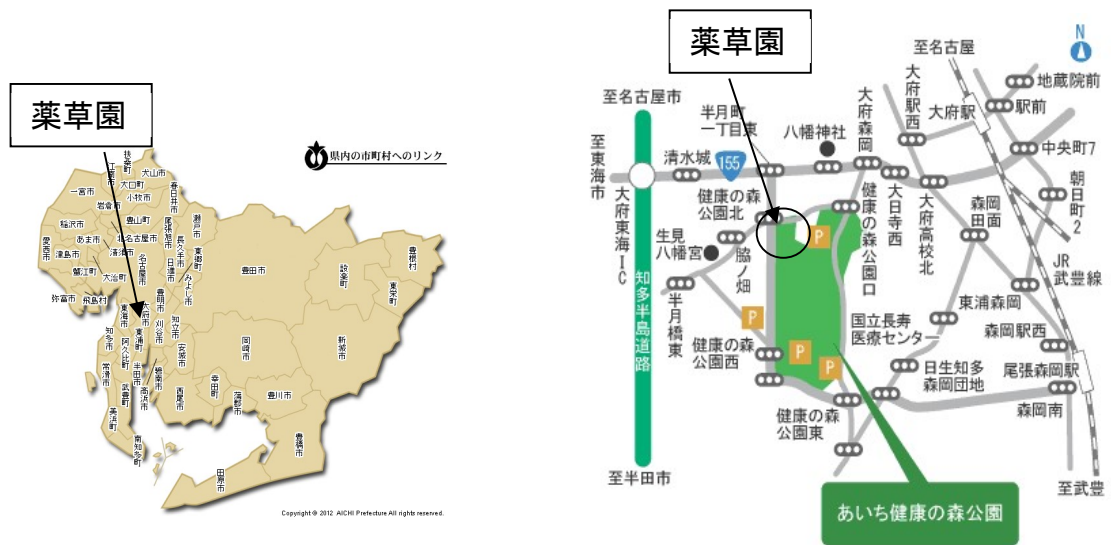 薬草園
県内の市町村へのリンク
扶桑町
犬山市
江南市
大口町
小牧市
春日井市
一宮市
岩倉市
瀬戸市
稲沢市
豊山町
尾張旭市
北名古屋市
長久手市
愛西市
あま市
清須市
東郷町
津島市
名古屋市
日進市
みよし市
蟹江町
大治町
豊明市
弥富市
飛島村
豊田市
設楽町
豊根村
東栄町
東海市
大府市
刈谷市
知立市
知多市
東浦町
安城市
岡崎市
新城市
阿久比町
常滑市
半田市
碧南市
高浜市
武豊町
西尾市
幸田町
蒲郡市
豊川市
美浜町
南知多町
豊橋市
田原市
Copyright © 2012 AICHI Prefecture All rights reserved.
薬草園
N
至名古屋
至名古屋市
半月町
一丁目東
八幡神社
大府森岡
大府駅西
大府駅
地蔵院前
駅前
中央町7
至東海市
清水城
155
大府東海IC
健康の森
公園北
健康の森公園口
大日寺西
大府高校北
森岡田面
朝日町2
生見
八幡宮
脇ノ畑
P
JR
武豊線
知多半島道路
半月橋東
P
国立長寿
医療センター
東浦森岡
森岡駅西
健康の森
公園西
P
P
日生知多
森岡団地
尾張森岡駅
森岡南
健康の森
公園東
至半田市
至武豊
あいち健康の森公園